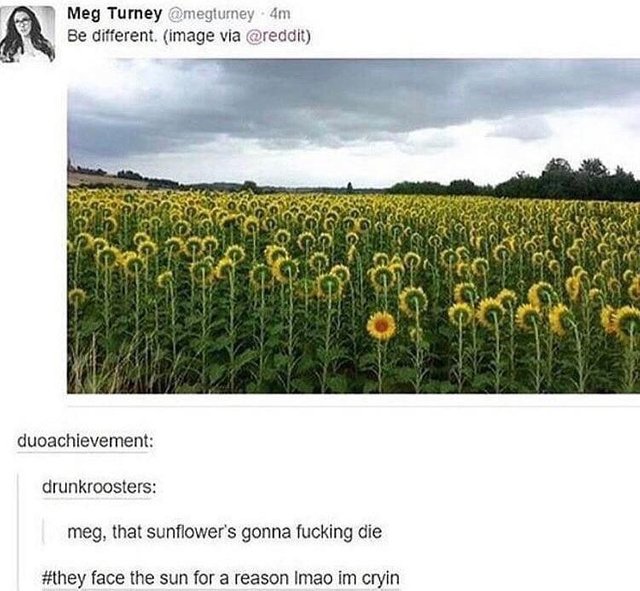 Meg Turney @megturney · 4m
Be different. (image via @reddit)
duoachievement:
drunkroosters:
meg, that sunflower's gonna fucking die
#they face the sun for a reason lmao im cryin